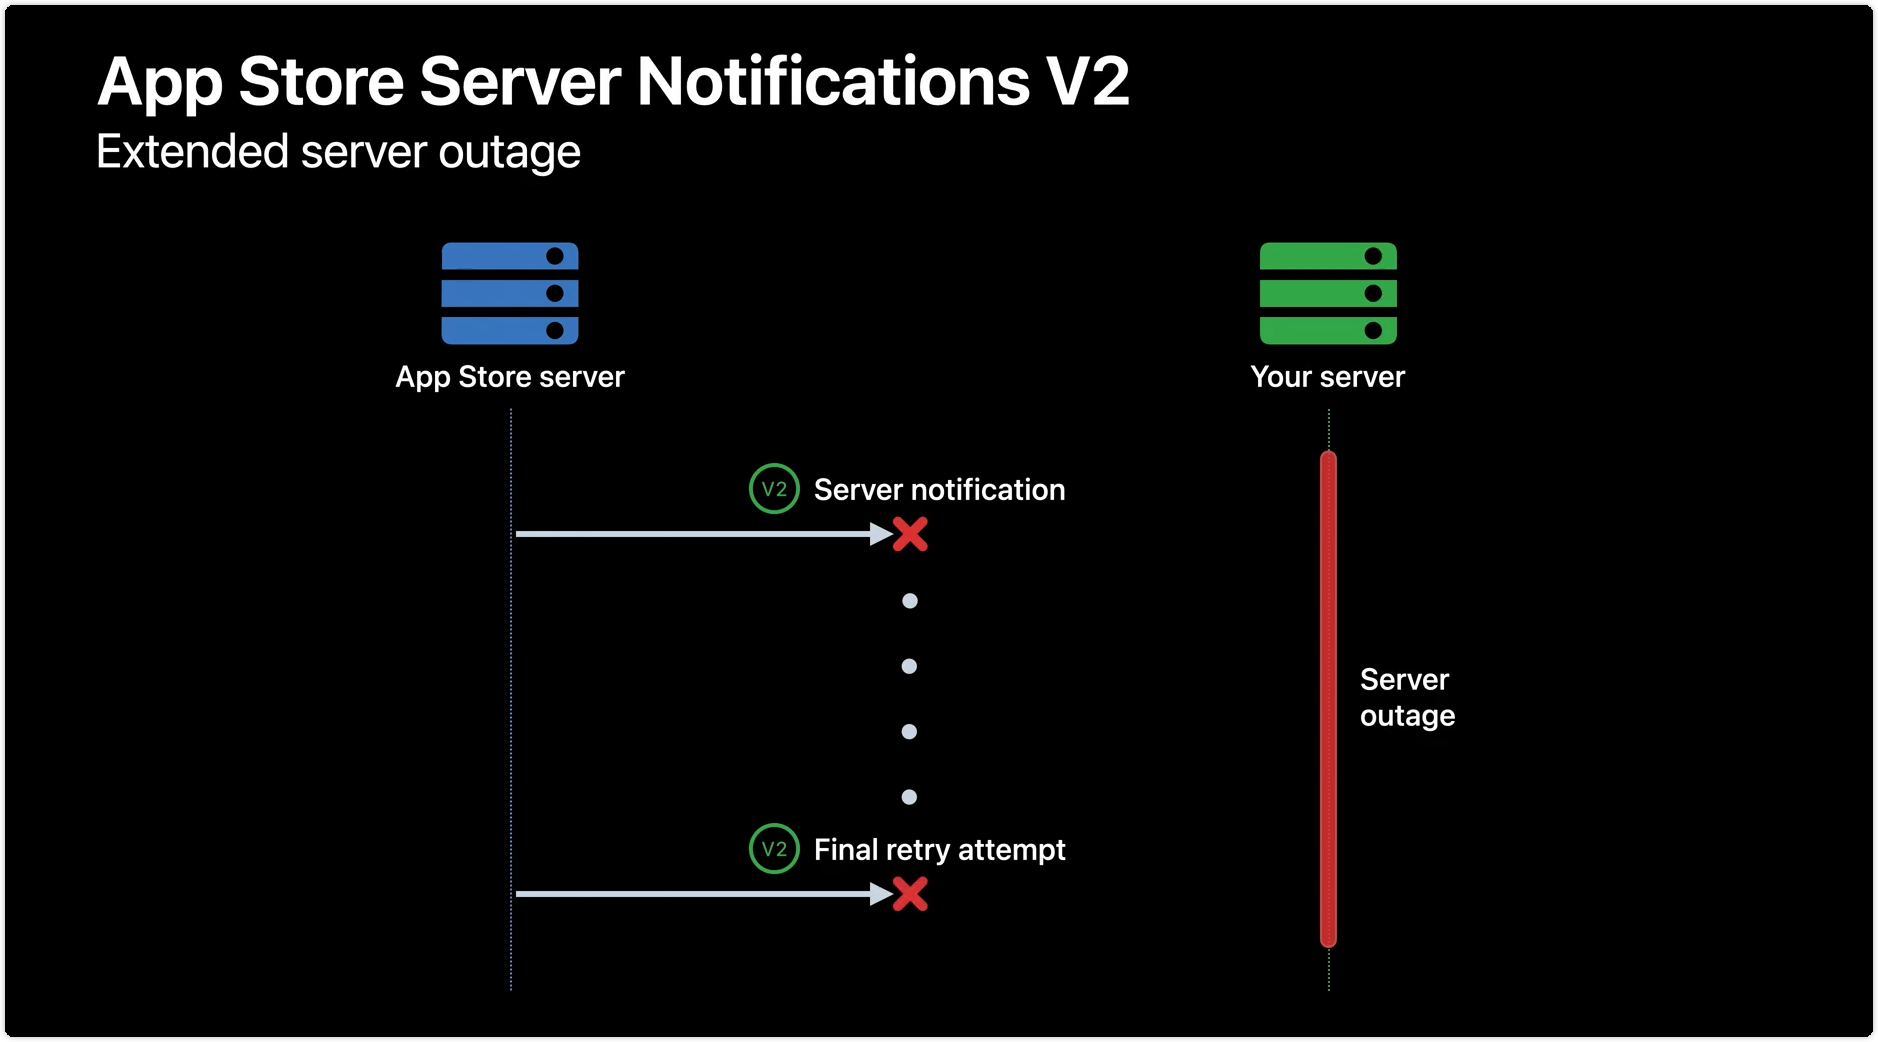 App Store Server Notifications V2
Extended server outage
App Store server
Your server
V2 Server notification
Server
outage
V2 Final retry attempt